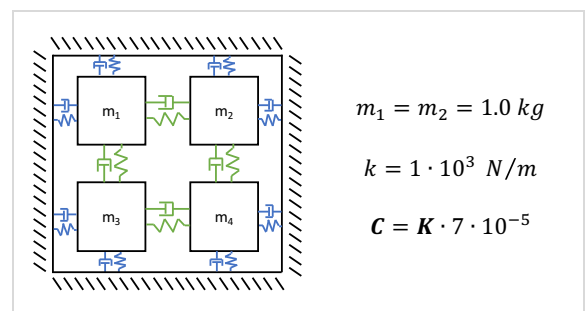 m₁
m₂
m₃
m₄
m₁ = m₂ = 1.0 kg
k = 1 · 10³ N/m
C = K · 7 · 10⁻⁵